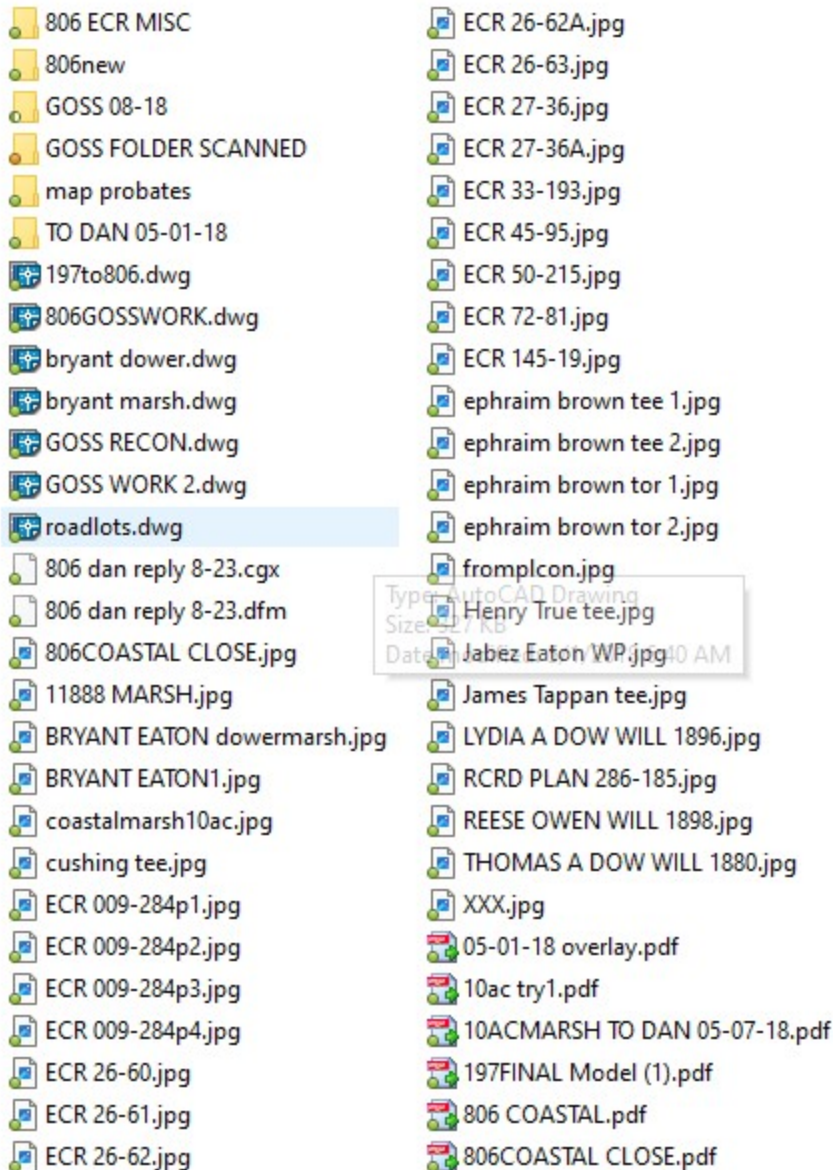 806 ECR MISC
806new
GOSS 08-18
GOSS FOLDER SCANNED
map probates
TO DAN 05-01-18
197to806.dwg
806GOSSWORK.dwg
bryant dower.dwg
bryant marsh.dwg
GOSS RECON.dwg
GOSS WORK 2.dwg
roadlots.dwg
806 dan reply 8-23.cgx
806 dan reply 8-23.dfm
806COASTAL CLOSE.jpg
11888 MARSH.jpg
BRYANT EATON dowermarsh.jpg
BRYANT EATON1.jpg
coastalmarsh10ac.jpg
cushing tee.jpg
ECR 009-284p1.jpg
ECR 009-284p2.jpg
ECR 009-284p3.jpg
ECR 009-284p4.jpg
ECR 26-60.jpg
ECR 26-61.jpg
ECR 26-62.jpg
ECR 26-62A.jpg
ECR 26-63.jpg
ECR 27-36.jpg
ECR 27-36A.jpg
ECR 33-193.jpg
ECR 45-95.jpg
ECR 50-215.jpg
ECR 72-81.jpg
ECR 145-19.jpg
ephraim brown tee 1.jpg
ephraim brown tee 2.jpg
ephraim brown tor 1.jpg
ephraim brown tor 2.jpg
fromplcon.jpg
Henry True tee.jpg
Jabez Eaton WP.jpg
James Tappan tee.jpg
LYDIA A DOW WILL 1896.jpg
RCRD PLAN 286-185.jpg
REESE OWEN WILL 1898.jpg
THOMAS A DOW WILL 1880.jpg
XXX.jpg
05-01-18 overlay.pdf
10ac try1.pdf
10ACMARSH TO DAN 05-07-18.pdf
197FINAL Model (1).pdf
806 COASTAL.pdf
806COASTAL CLOSE.pdf
Type: AutoCAD Drawing
Size: KB
AM